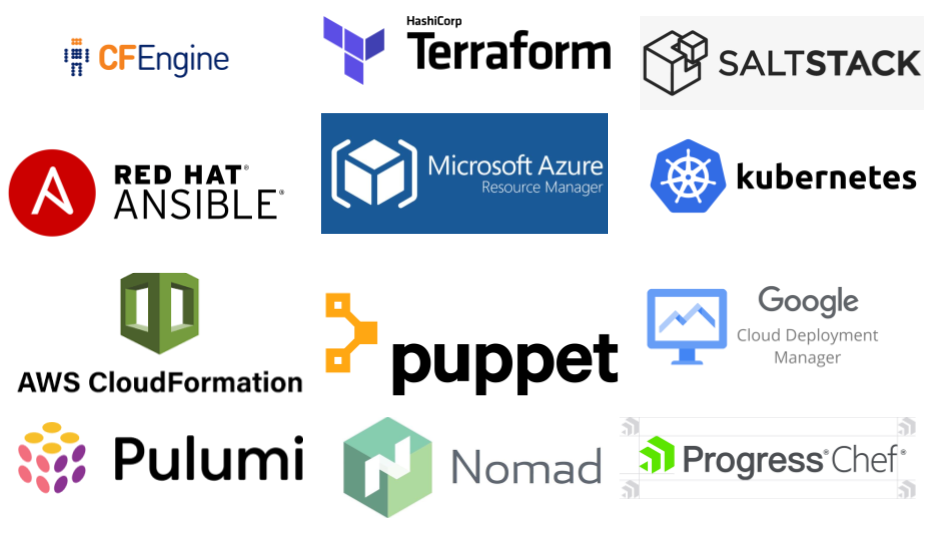 CFEngine
HashiCorp
Terraform
SALTSTACK
RED HAT®
ANSIBLE®
Microsoft Azure
Resource Manager
kubernetes
AWS CloudFormation
puppet
Google
Cloud Deployment
Manager
Pulumi
Nomad
Progress® Chef®